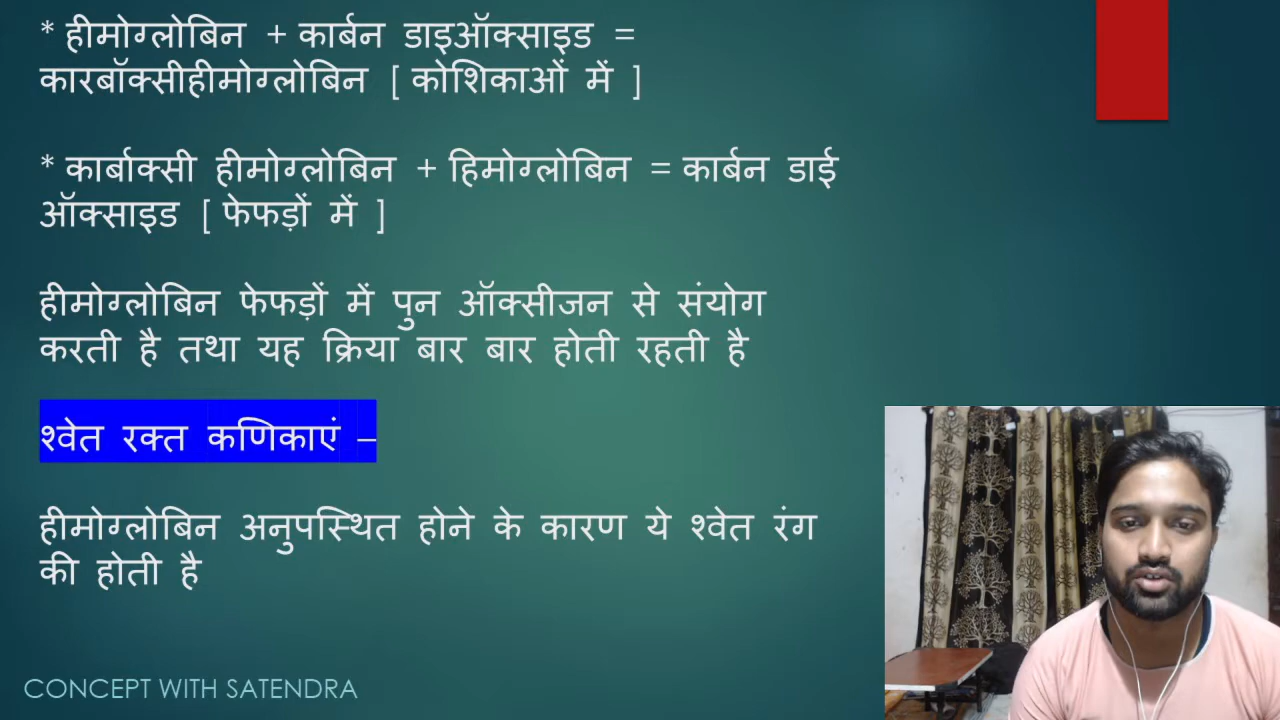 * हीमोग्लोबिन + कार्बन डाइऑक्साइड =
कारबॉक्सीहीमोग्लोबिन [ कोशिकाओं में ]
* कार्बाक्सी हीमोग्लोबिन + हिमोग्लोबिन = कार्बन डाई
ऑक्साइड [ फेफड़ों में ]
हीमोग्लोबिन फेफड़ों में पुन ऑक्सीजन से संयोग
करती है तथा यह क्रिया बार बार होती रहती है
श्वेत रक्त कणिकाएं –
हीमोग्लोबिन अनुपस्थित होने के कारण ये श्वेत रंग
की होती है
CONCEPT WITH SATENDRA